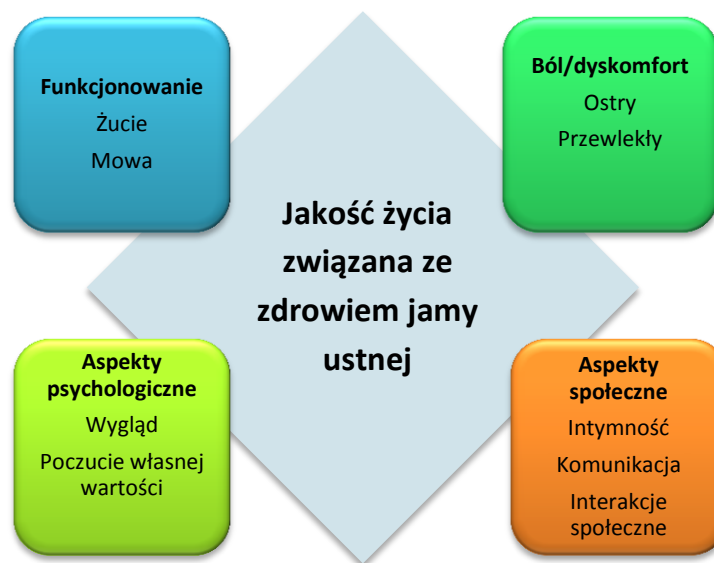 Funkcjonowanie
Żucie
Mowa
Ból/dyskomfort
Ostry
Przewlekły
Jakość życia
związana ze
zdrowiem jamy
ustnej
Aspekty
psychologiczne
Wygląd
Poczucie własnej
wartości
Aspekty
społeczne
Intymność
Komunikacja
Interakcje
społeczne